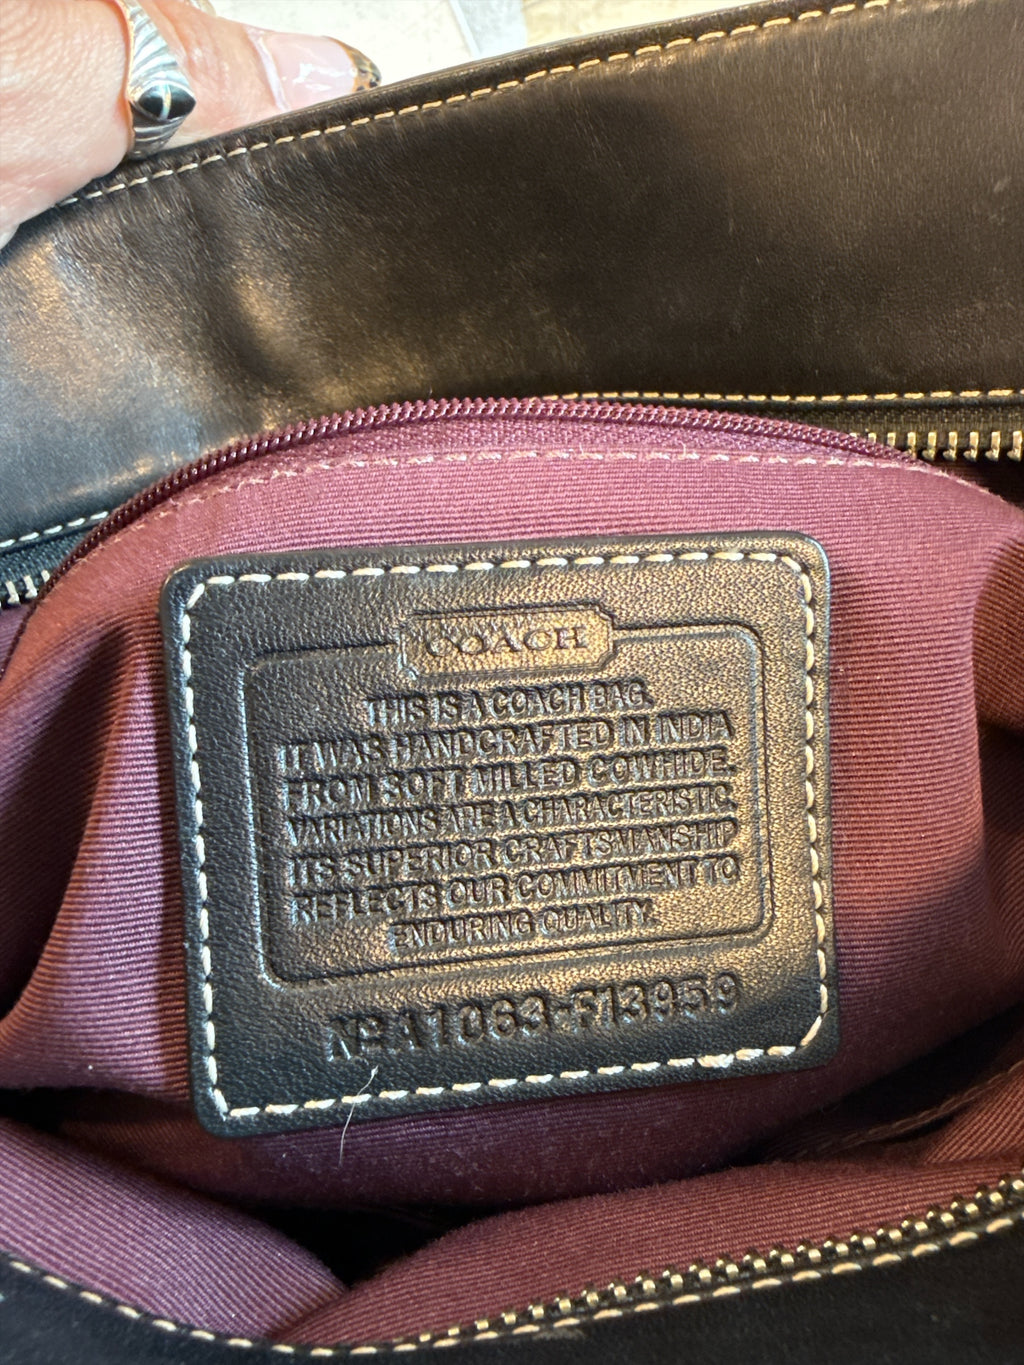 COACH
THIS IS A COACH BAG.
IT WAS HANDCRAFTED IN INDIA
FROM SOFT MILLED COWHIDE.
VARIATIONS ARE A CHARACTERISTIC.
ITS SUPERIOR CRAFTSMANSHIP
REFLECTS OUR COMMITMENT TO
ENDURING QUALITY.
Nº A1063-F13959